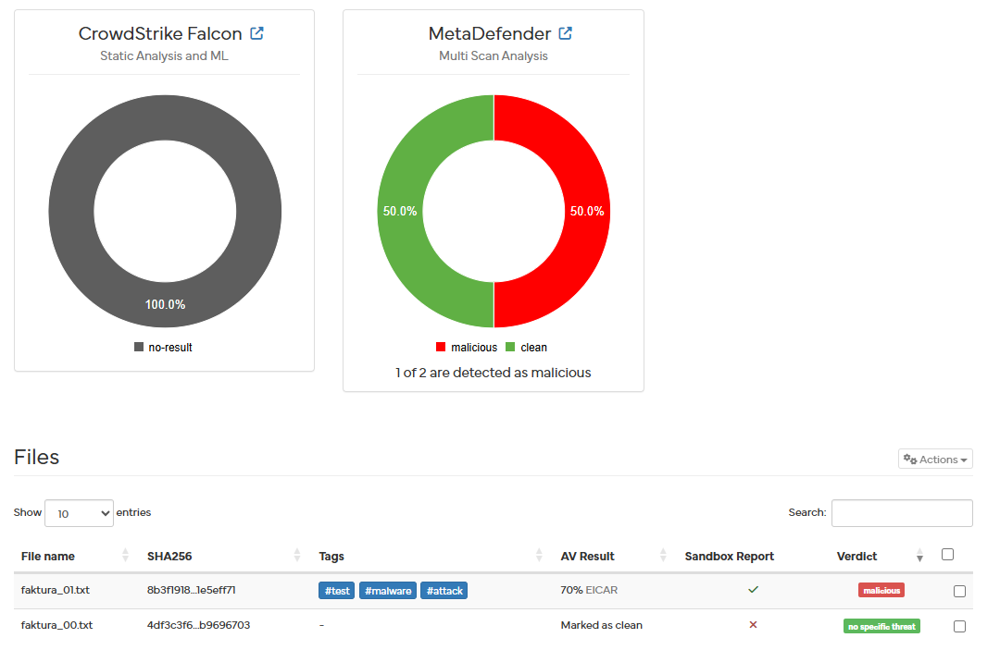 CrowdStrike Falcon
Static Analysis and ML
100.0%
no-result
MetaDefender
Multi Scan Analysis
50.0% 50.0%
malicious clean
1 of 2 are detected as malicious
Files
Actions
Show 10 entries
Search:
File name SHA256 Tags AV Result Sandbox Report Verdict
faktura_01.txt 8b3f1918...1e5eff71 #test #malware #attack 70% EICAR malicious
faktura_00.txt 4df3c3f6...b9696703 - Marked as clean no specific threat